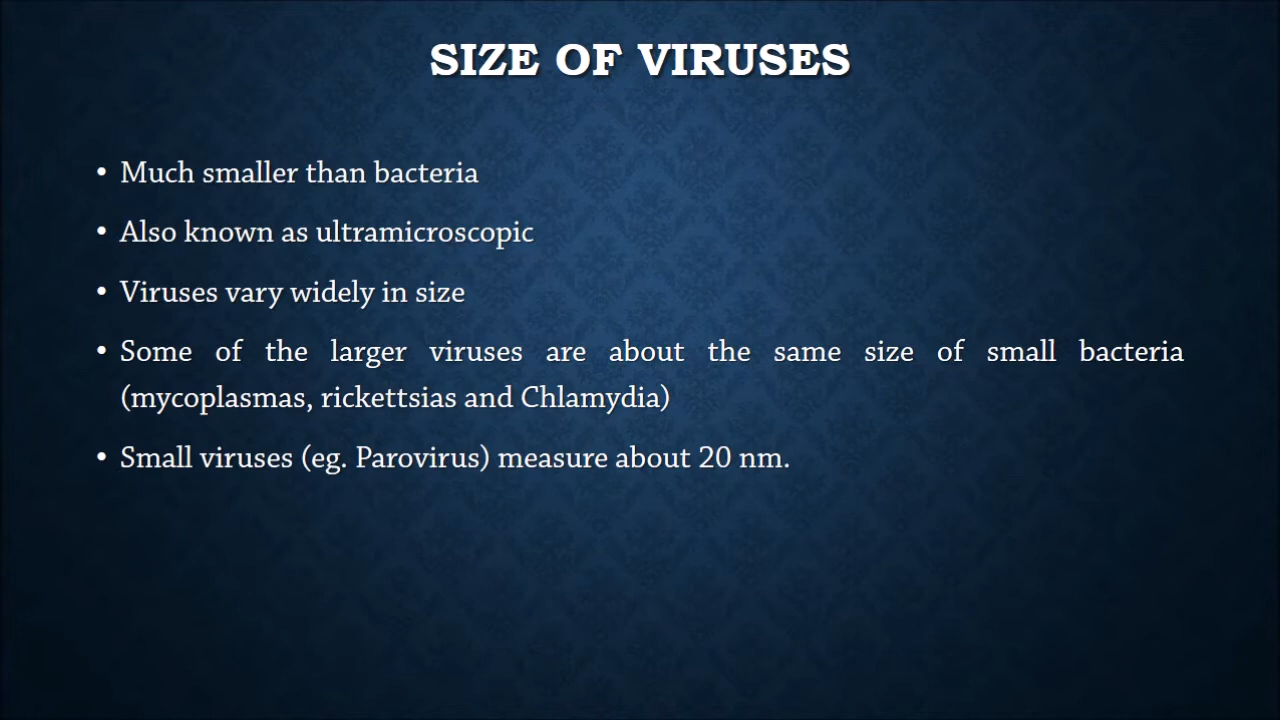 SIZE OF VIRUSES
• Much smaller than bacteria
• Also known as ultramicroscopic
• Viruses vary widely in size
• Some of the larger viruses are about the same size of small bacteria
(mycoplasmas, rickettsias and Chlamydia)
• Small viruses (eg. Parovirus) measure about 20 nm.